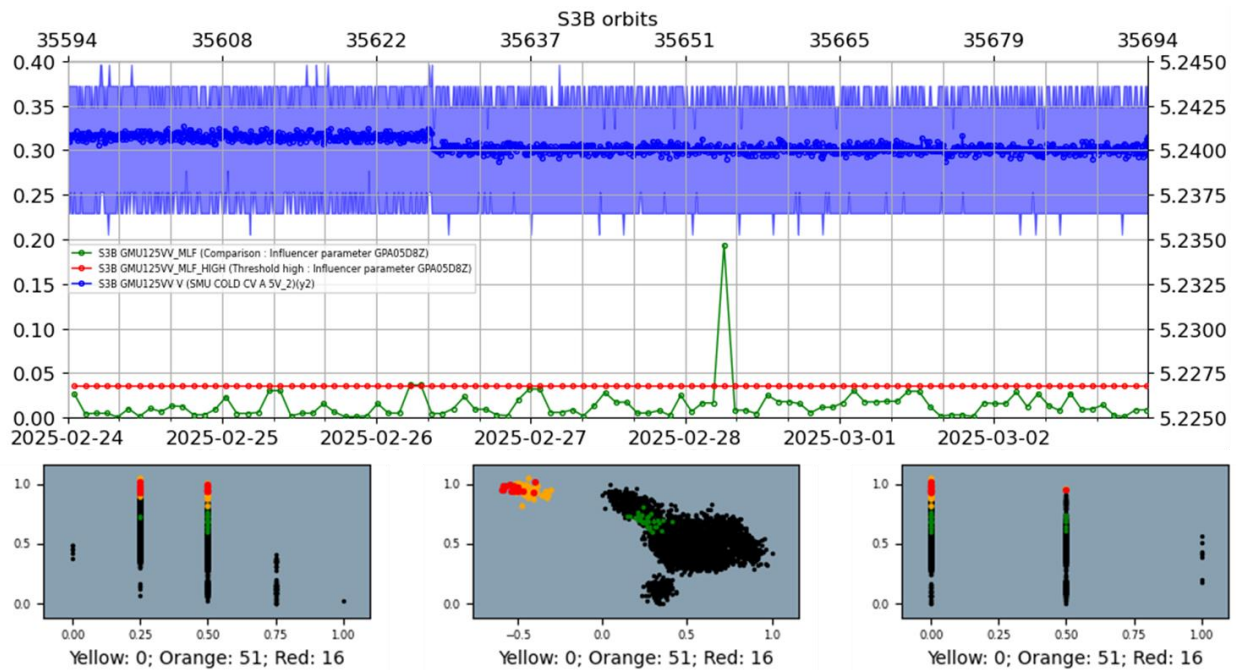 S3B orbits
35594 35608 35622 35637 35651 35665 35679 35694
0.40 5.2450
0.35 5.2425
0.30 5.2400
0.25 5.2375
0.20 5.2350
S3B GMU125VV_MLF (Comparison : Influencer parameter GPA05D8Z)
S3B GMU125VV_MLF_HIGH (Threshold high : Influencer parameter GPA05D8Z)
S3B GMU125VV V (SMU COLD CV A 5V_2)(y2)
0.15 5.2325
0.10 5.2300
0.05 5.2275
0.00 5.2250
2025-02-24 2025-02-25 2025-02-26 2025-02-27 2025-02-28 2025-03-01 2025-03-02
1.0
0.5
0.0
0.00 0.25 0.50 0.75 1.00
Yellow: 0; Orange: 51; Red: 16
1.0
0.5
0.0
−0.5 0.0 0.5 1.0
Yellow: 0; Orange: 51; Red: 16
1.0
0.5
0.0
0.00 0.25 0.50 0.75 1.00
Yellow: 0; Orange: 51; Red: 16